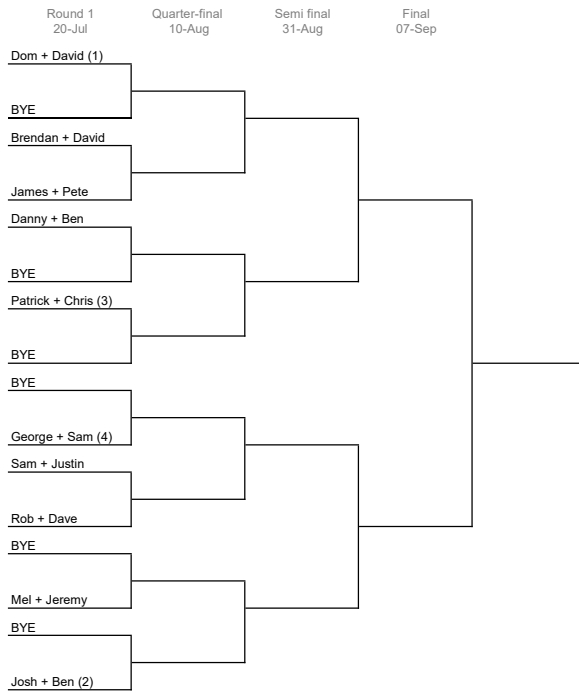 Round 1 Quarter-final Semi final Final
20-Jul 10-Aug 31-Aug 07-Sep
Dom + David (1)
BYE
Brendan + David
James + Pete
Danny + Ben
BYE
Patrick + Chris (3)
BYE
BYE
George + Sam (4)
Sam + Justin
Rob + Dave
BYE
Mel + Jeremy
BYE
Josh + Ben (2)